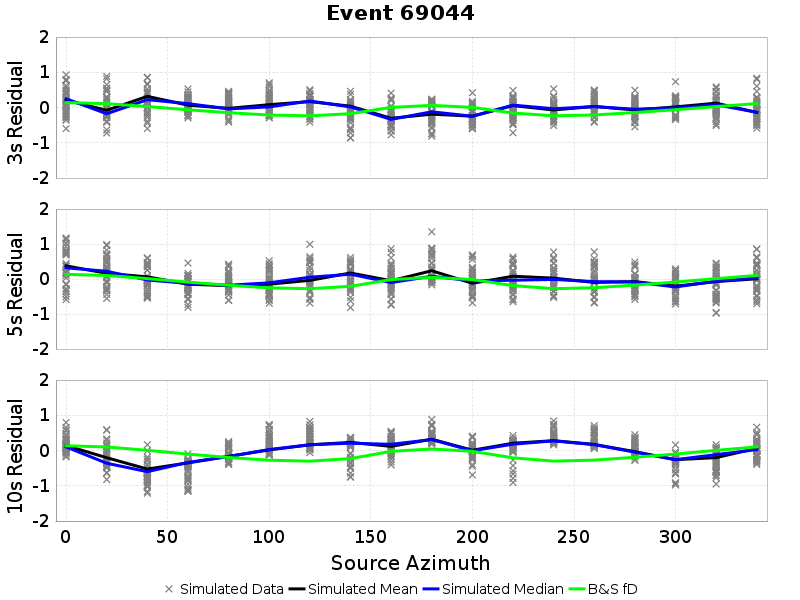 Event 69044
3s Residual
2
1
0
-1
-2
5s Residual
2
1
0
-1
-2
10s Residual
2
1
0
-1
-2
0 50 100 150 200 250 300
Source Azimuth
Simulated Data Simulated Mean Simulated Median B&S fD